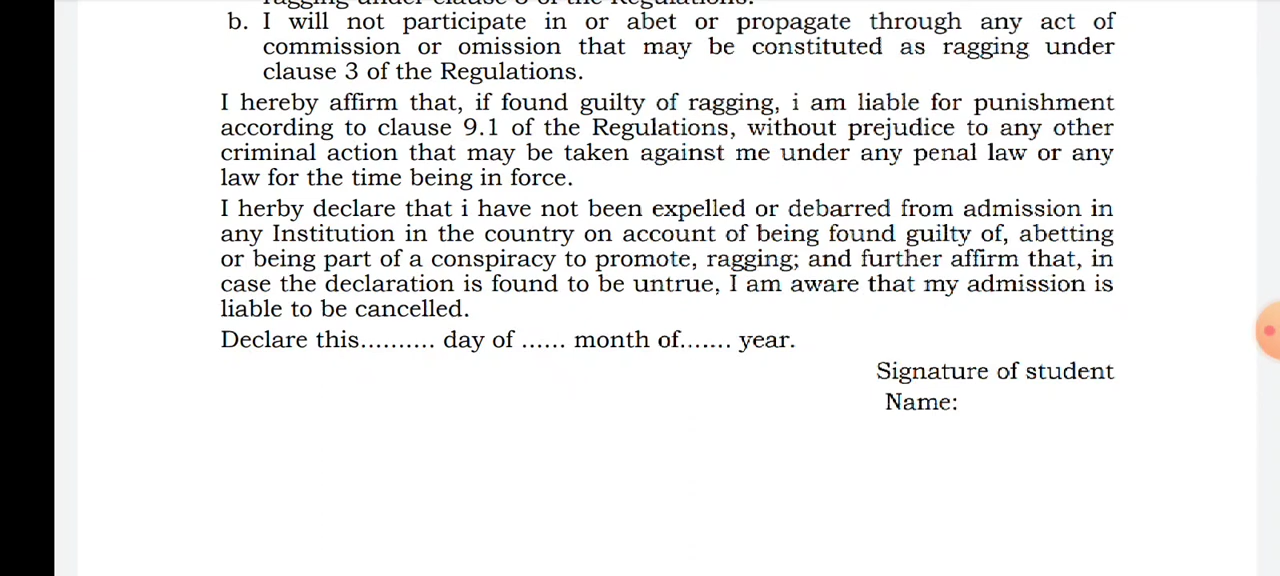 ragging under clause 3 of the Regulations.
b. I will not participate in or abet or propagate through any act of
commission or omission that may be constituted as ragging under
clause 3 of the Regulations.
I hereby affirm that, if found guilty of ragging, i am liable for punishment
according to clause 9.1 of the Regulations, without prejudice to any other
criminal action that may be taken against me under any penal law or any
law for the time being in force.
I herby declare that i have not been expelled or debarred from admission in
any Institution in the country on account of being found guilty of, abetting
or being part of a conspiracy to promote, ragging; and further affirm that, in
case the declaration is found to be untrue, I am aware that my admission is
liable to be cancelled.
Declare this.......... day of ...... month of....... year.
Signature of student
Name: